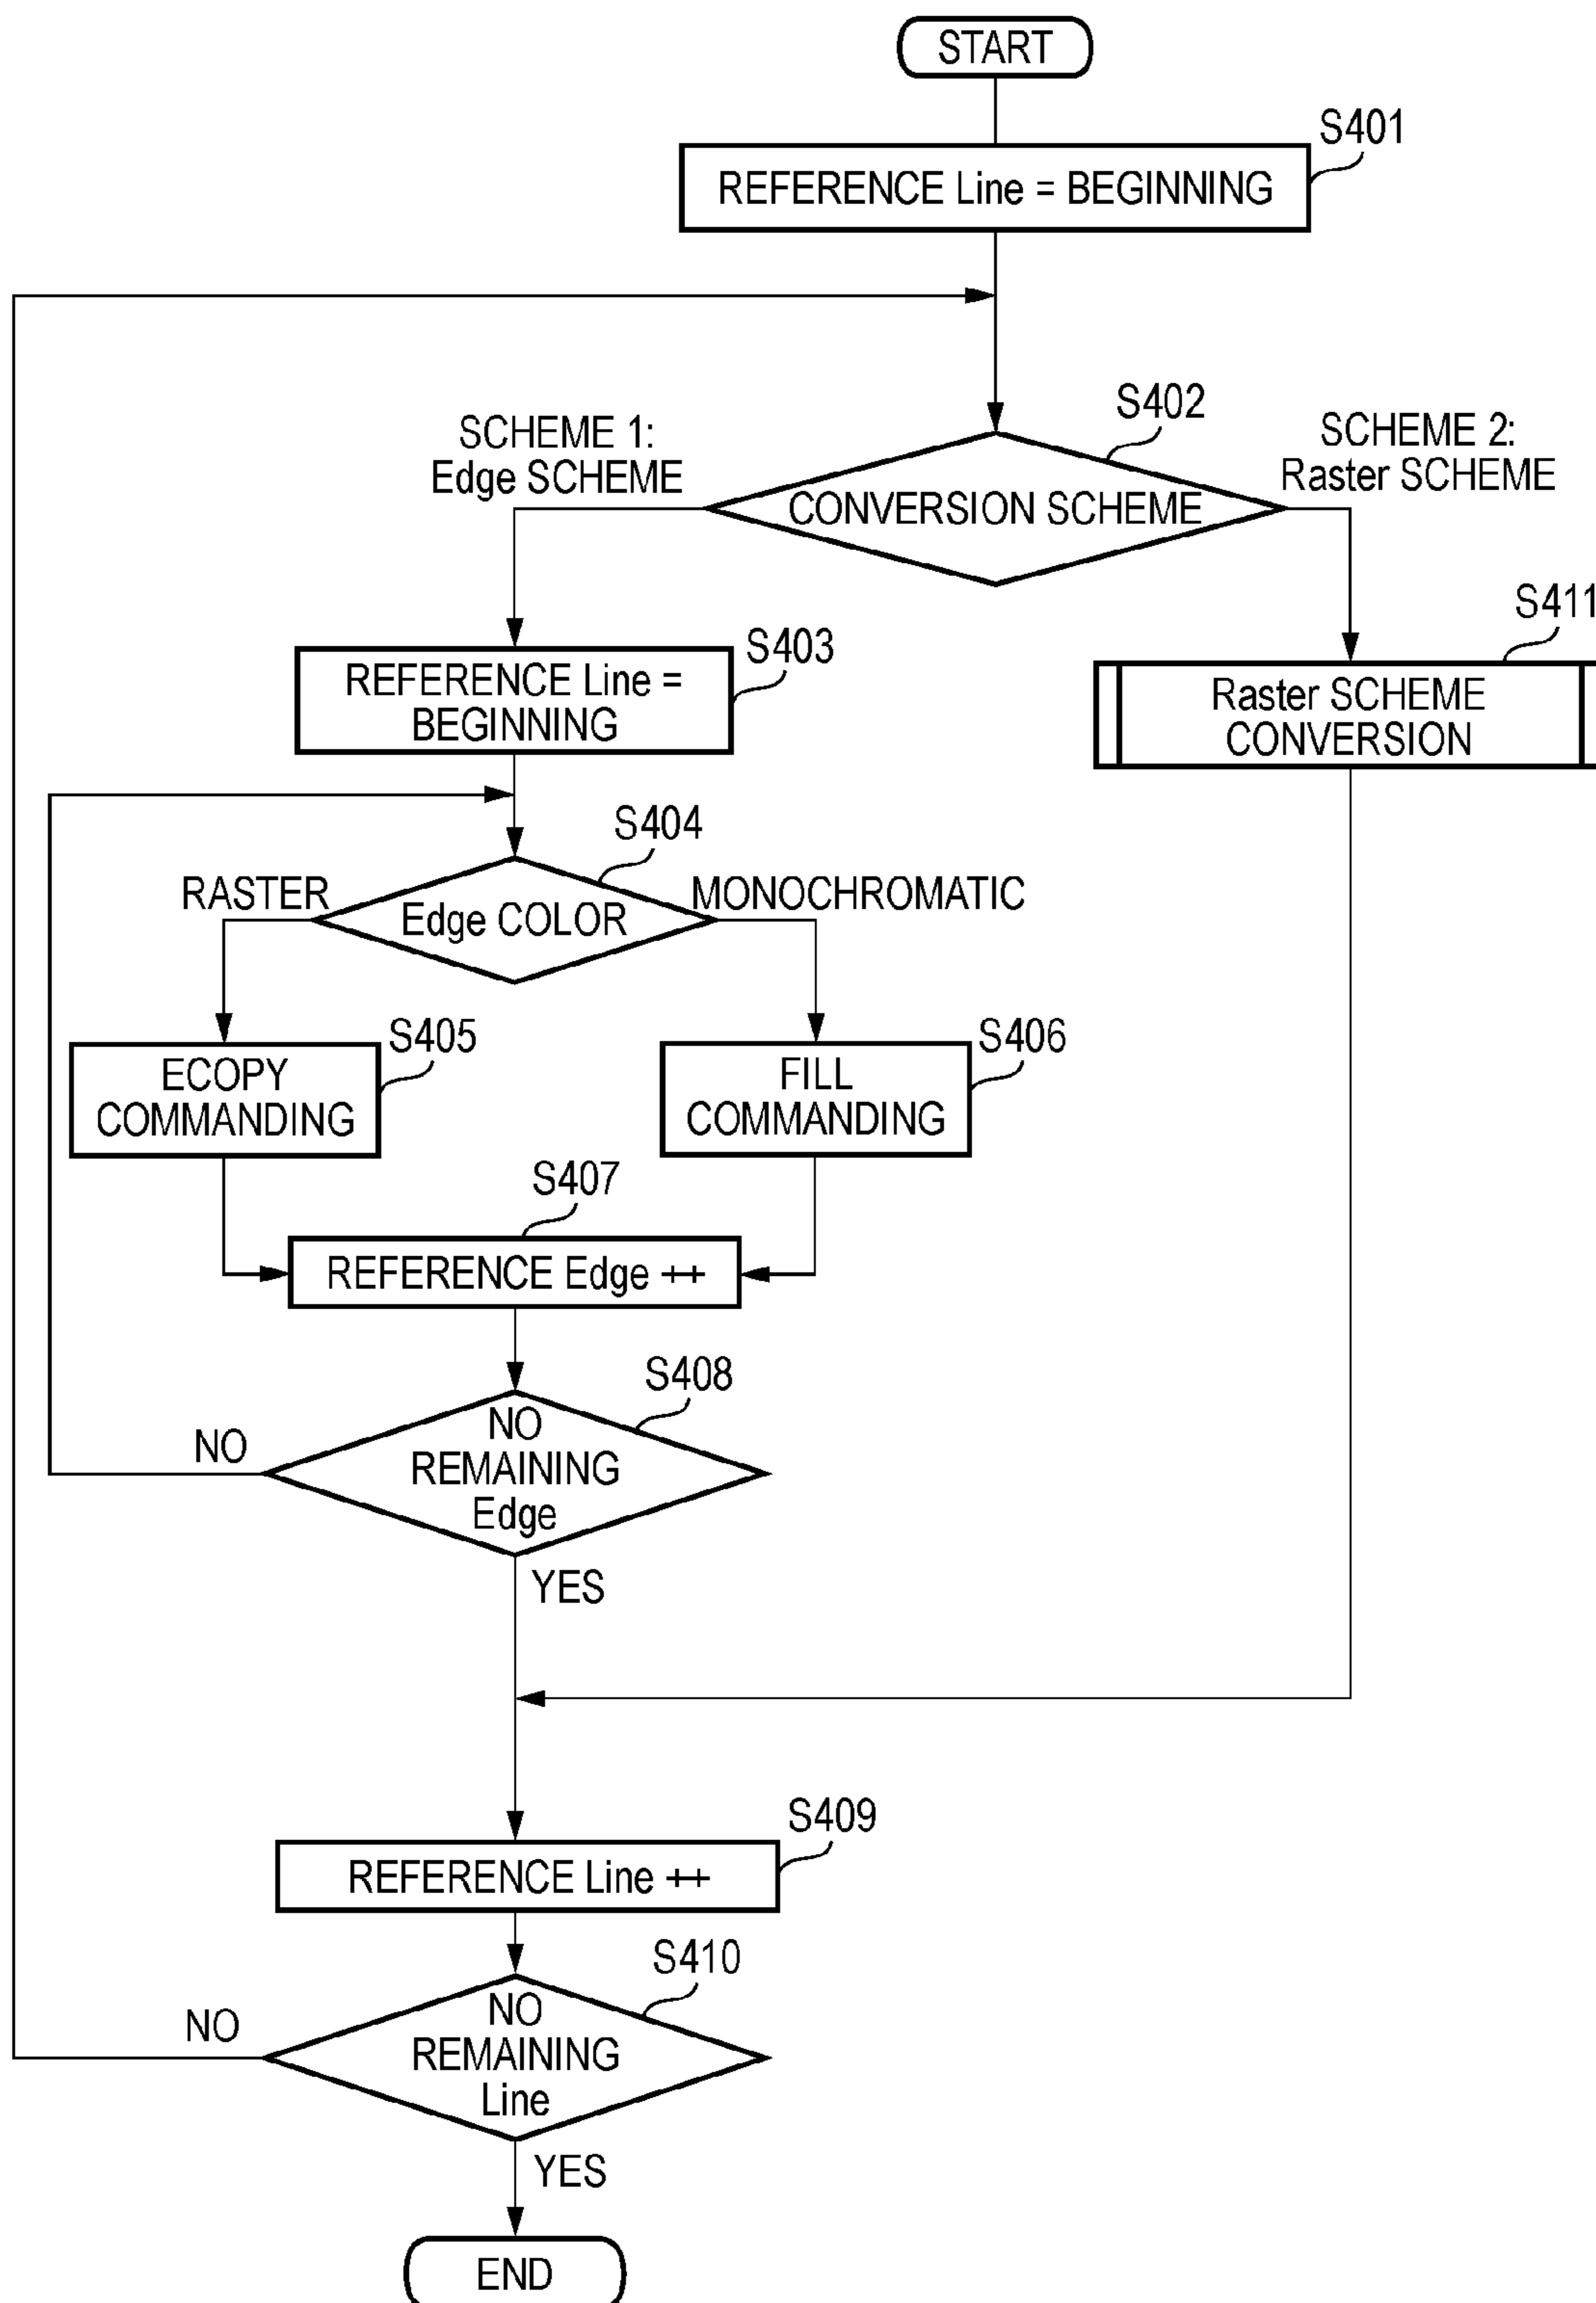 START
S401
REFERENCE Line = BEGINNING
S402
SCHEME 1:
Edge SCHEME
SCHEME 2:
Raster SCHEME
CONVERSION SCHEME
S403
REFERENCE Line =
BEGINNING
S411
Raster SCHEME
CONVERSION
S404
RASTER
MONOCHROMATIC
Edge COLOR
S405
ECOPY
COMMANDING
S406
FILL
COMMANDING
S407
REFERENCE Edge ++
S408
NO
NO
REMAINING
Edge
YES
S409
REFERENCE Line ++
S410
NO
NO
REMAINING
Line
YES
END